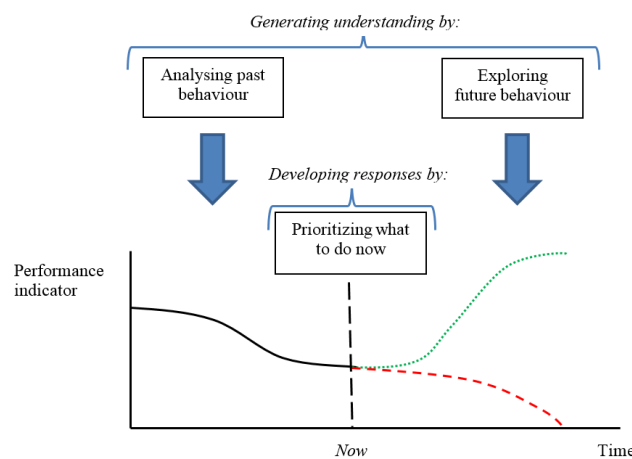 Generating understanding by:
Analysing past
behaviour
Exploring
future behaviour
Developing responses by:
Prioritizing what
to do now
Performance
indicator
Now
Time